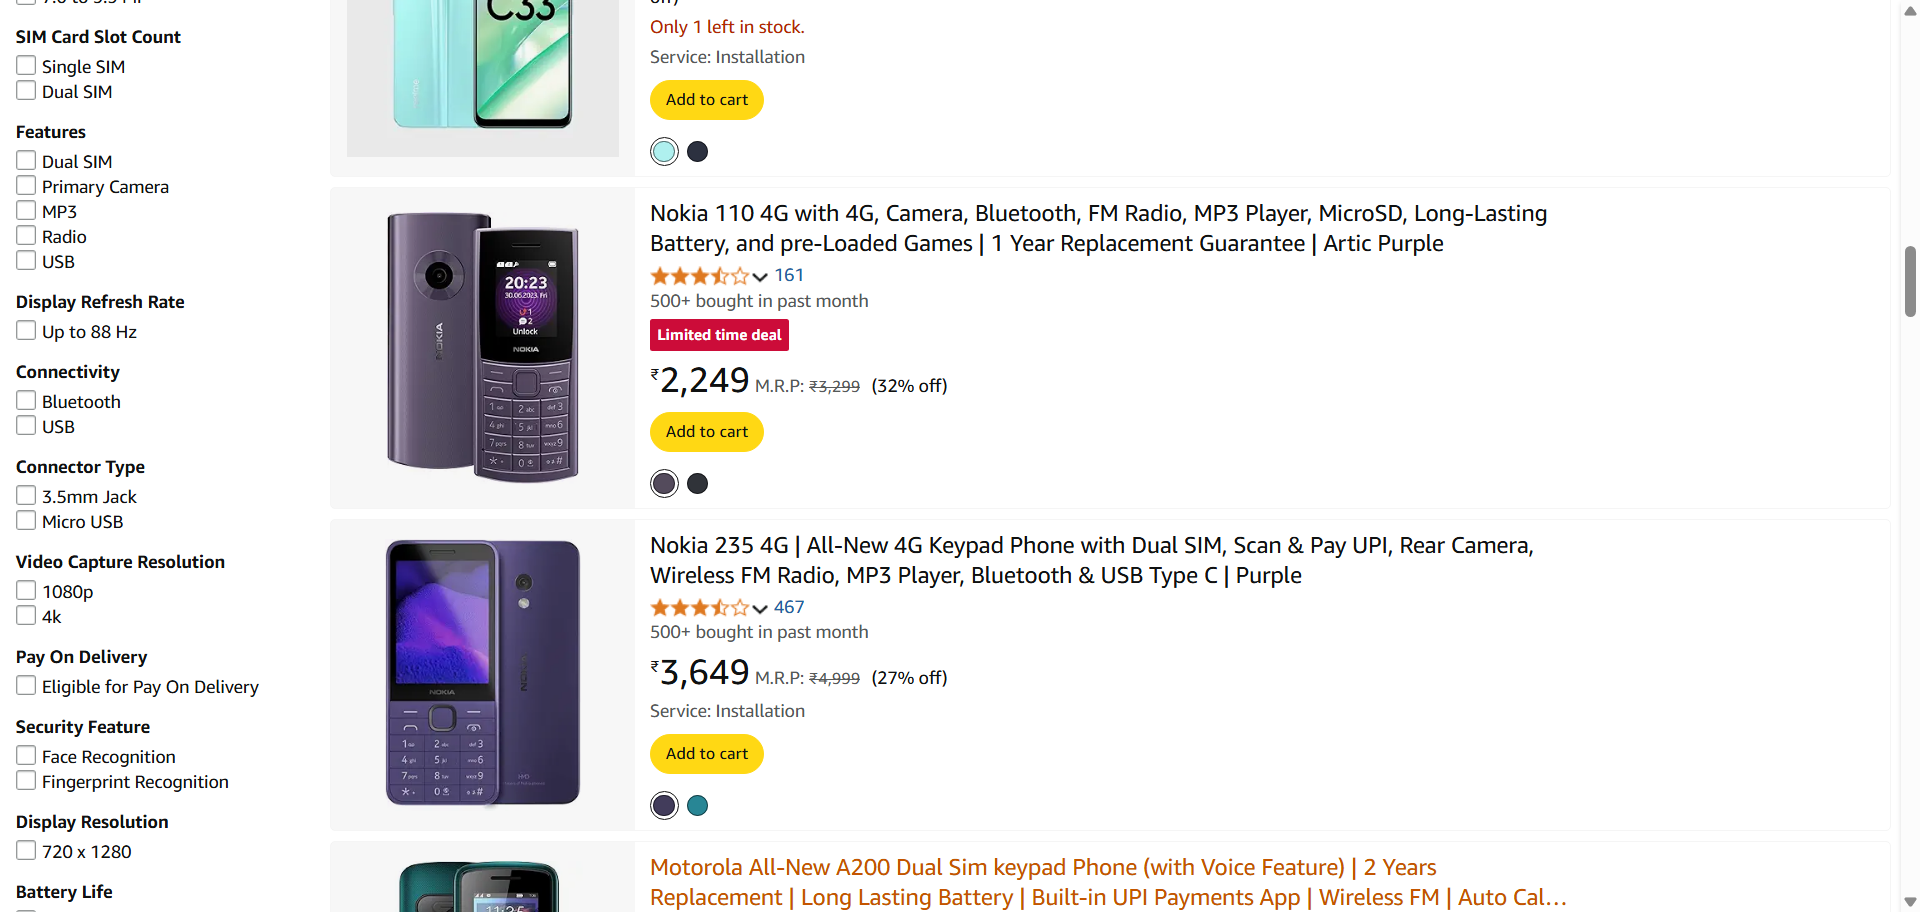 SIM Card Slot Count
Single SIM
Dual SIM
Features
Dual SIM
Primary Camera
MP3
Radio
USB
Display Refresh Rate
Up to 88 Hz
Connectivity
Bluetooth
USB
Connector Type
3.5mm Jack
Micro USB
Video Capture Resolution
1080p
4k
Pay On Delivery
Eligible for Pay On Delivery
Security Feature
Face Recognition
Fingerprint Recognition
Display Resolution
720 x 1280
Battery Life
C33
Only 1 left in stock.
Service: Installation
Add to cart
20:23
30.06.2023. Fri
1
2
Unlock
NOKIA
NOKIA
Nokia 110 4G with 4G, Camera, Bluetooth, FM Radio, MP3 Player, MicroSD, Long-Lasting
Battery, and pre-Loaded Games | 1 Year Replacement Guarantee | Artic Purple
161
500+ bought in past month
Limited time deal
₹2,249 M.R.P: ₹3,299 (32% off)
Add to cart
NOKIA
NOKIA
Nokia 235 4G | All-New 4G Keypad Phone with Dual SIM, Scan & Pay UPI, Rear Camera,
Wireless FM Radio, MP3 Player, Bluetooth & USB Type C | Purple
467
500+ bought in past month
₹3,649 M.R.P: ₹4,999 (27% off)
Service: Installation
Add to cart
Motorola All-New A200 Dual Sim keypad Phone (with Voice Feature) | 2 Years
Replacement | Long Lasting Battery | Built-in UPI Payments App | Wireless FM | Auto Cal...